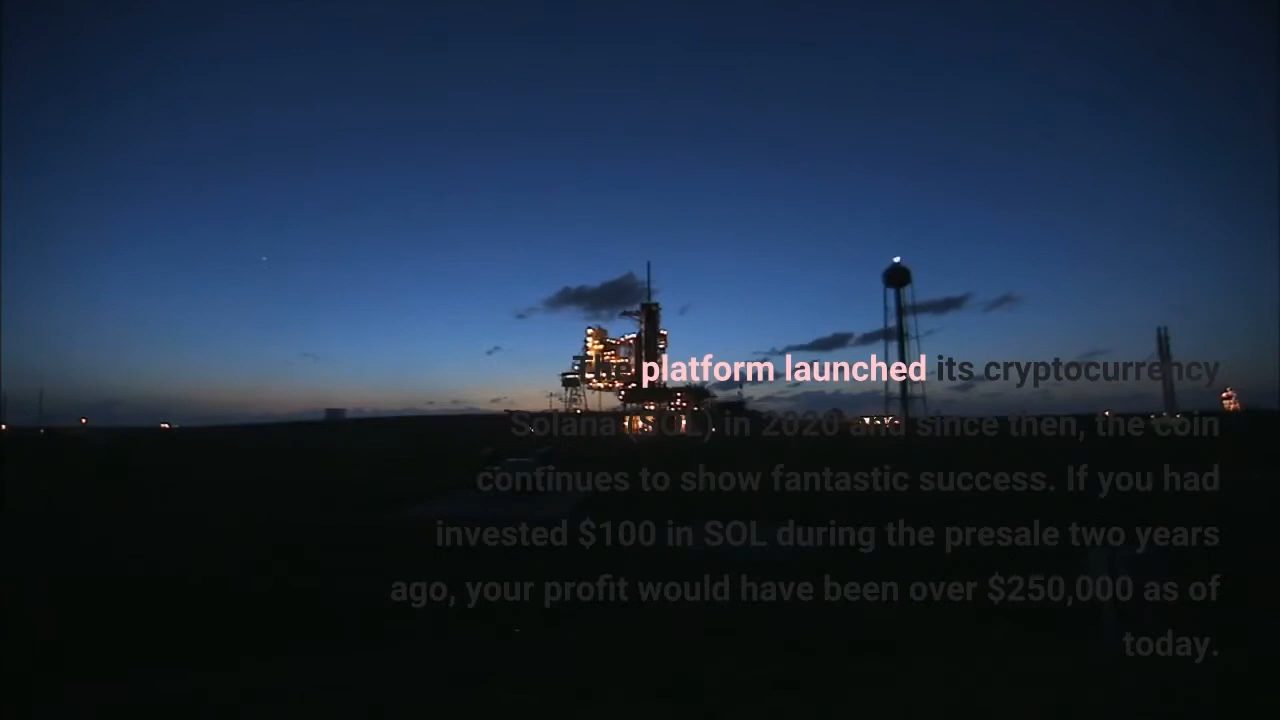 The platform launched its cryptocurrency
Solana (SOL) in 2020 and since then, the coin
continues to show fantastic success. If you had
invested $100 in SOL during the presale two years
ago, your profit would have been over $250,000 as of
today.